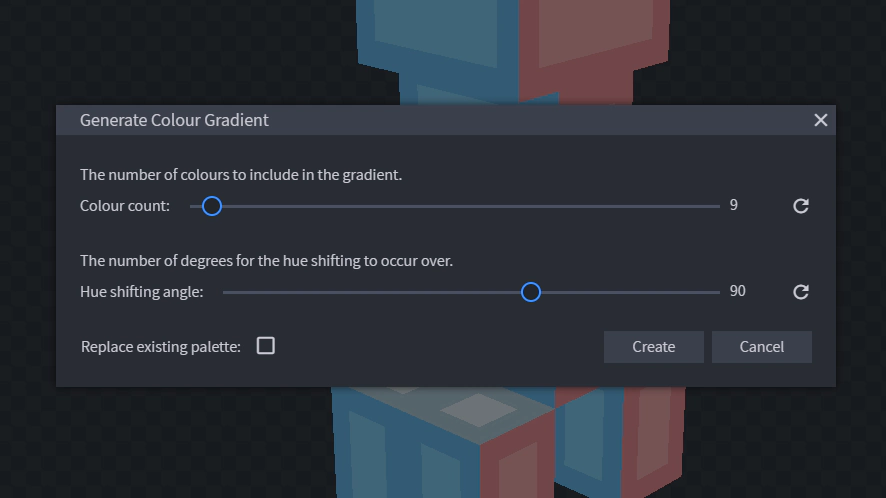 Generate Colour Gradient
The number of colours to include in the gradient.
Colour count: 9
The number of degrees for the hue shifting to occur over.
Hue shifting angle: 90
Replace existing palette: Create Cancel